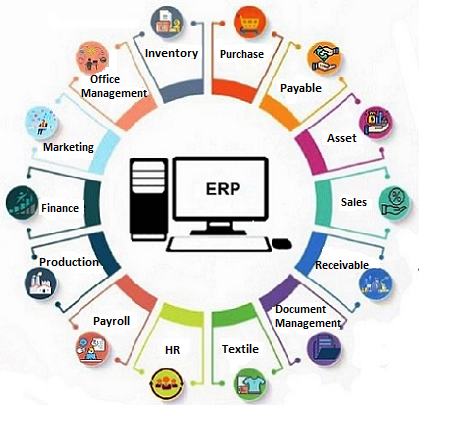 Inventory
Purchase
Office
Management
Payable
Marketing
Asset
ERP
Finance
Sales
Production
Receivable
Payroll
Document
Management
HR
Textile